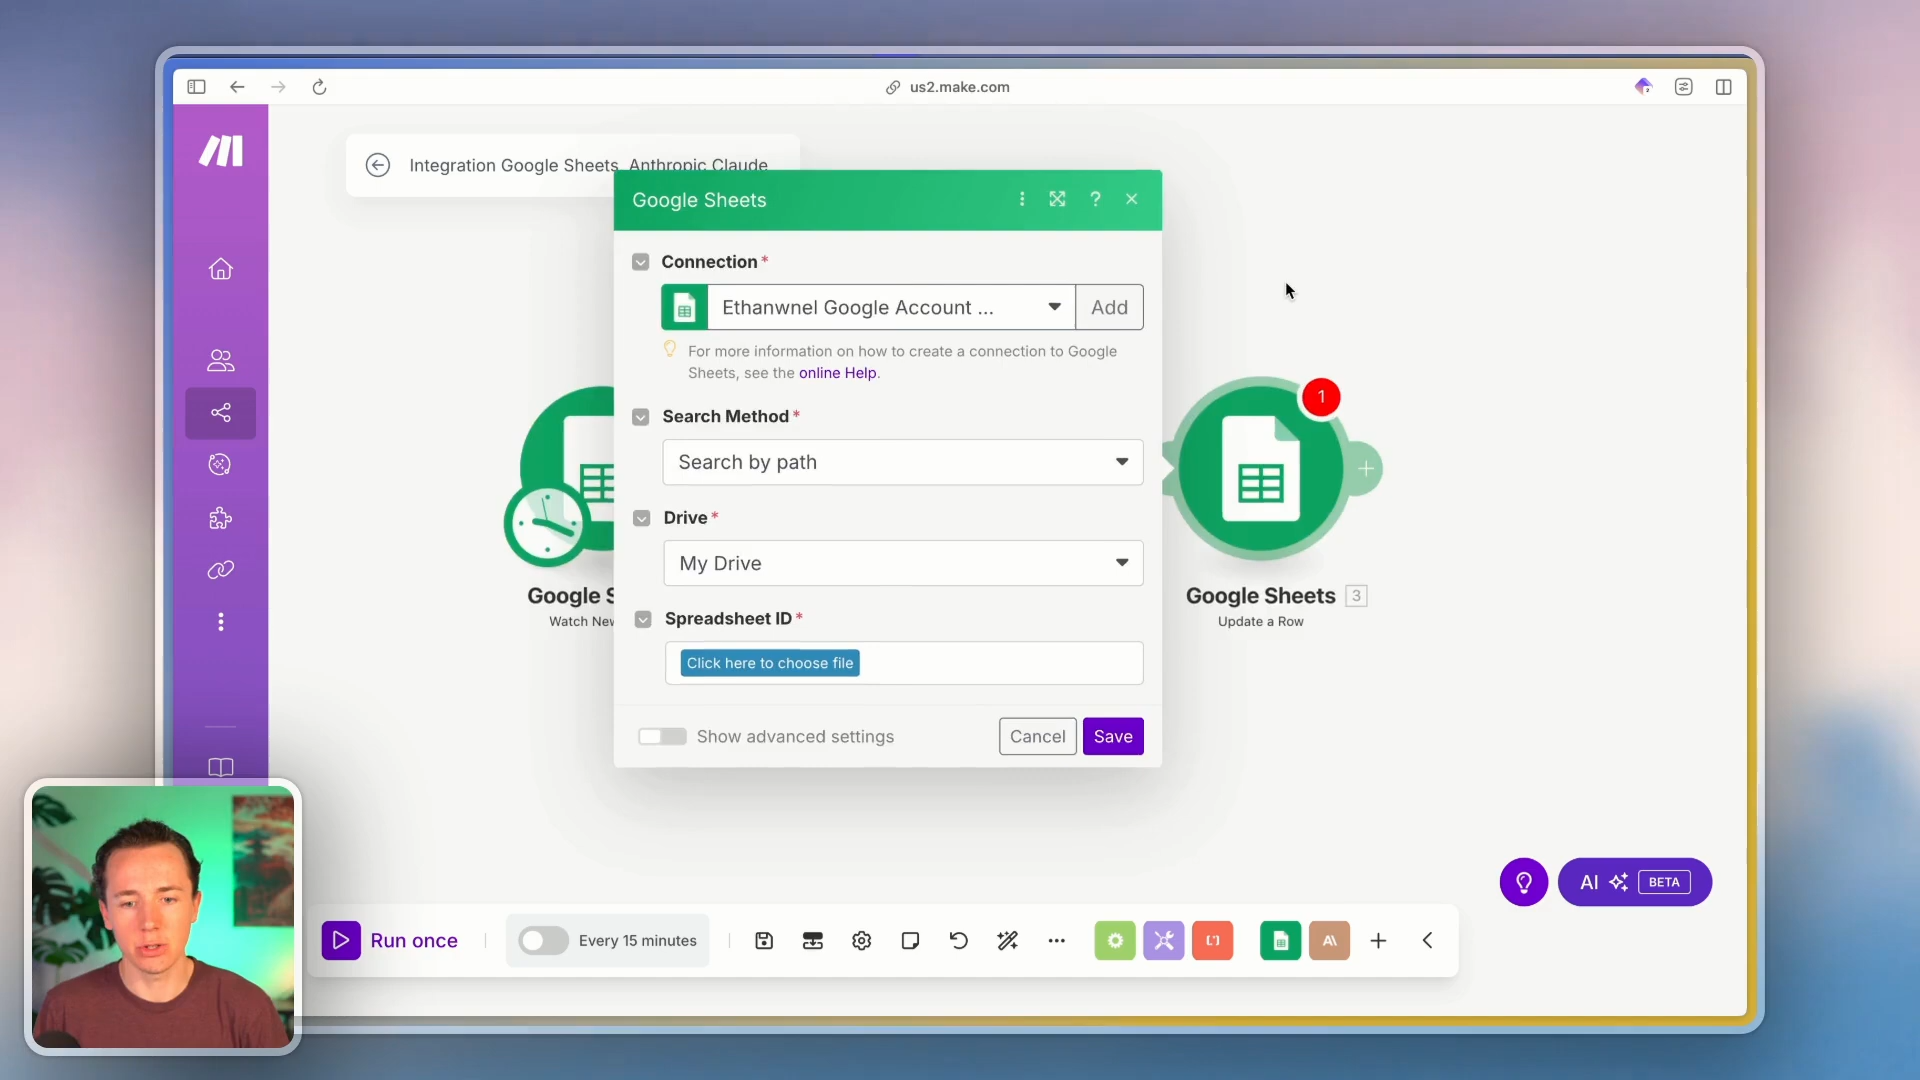 us2.make.com
Integration Google Sheets, Anthropic Claude
Google Sheets
Connection *
Ethanwnel Google Account ...
Add
For more information on how to create a connection to Google
Sheets, see the online Help.
Search Method *
Search by path
Drive *
My Drive
Spreadsheet ID *
Click here to choose file
Show advanced settings
Cancel
Save
Google S
Watch New
1
Google Sheets 3
Update a Row
AI BETA
Run once
Every 15 minutes